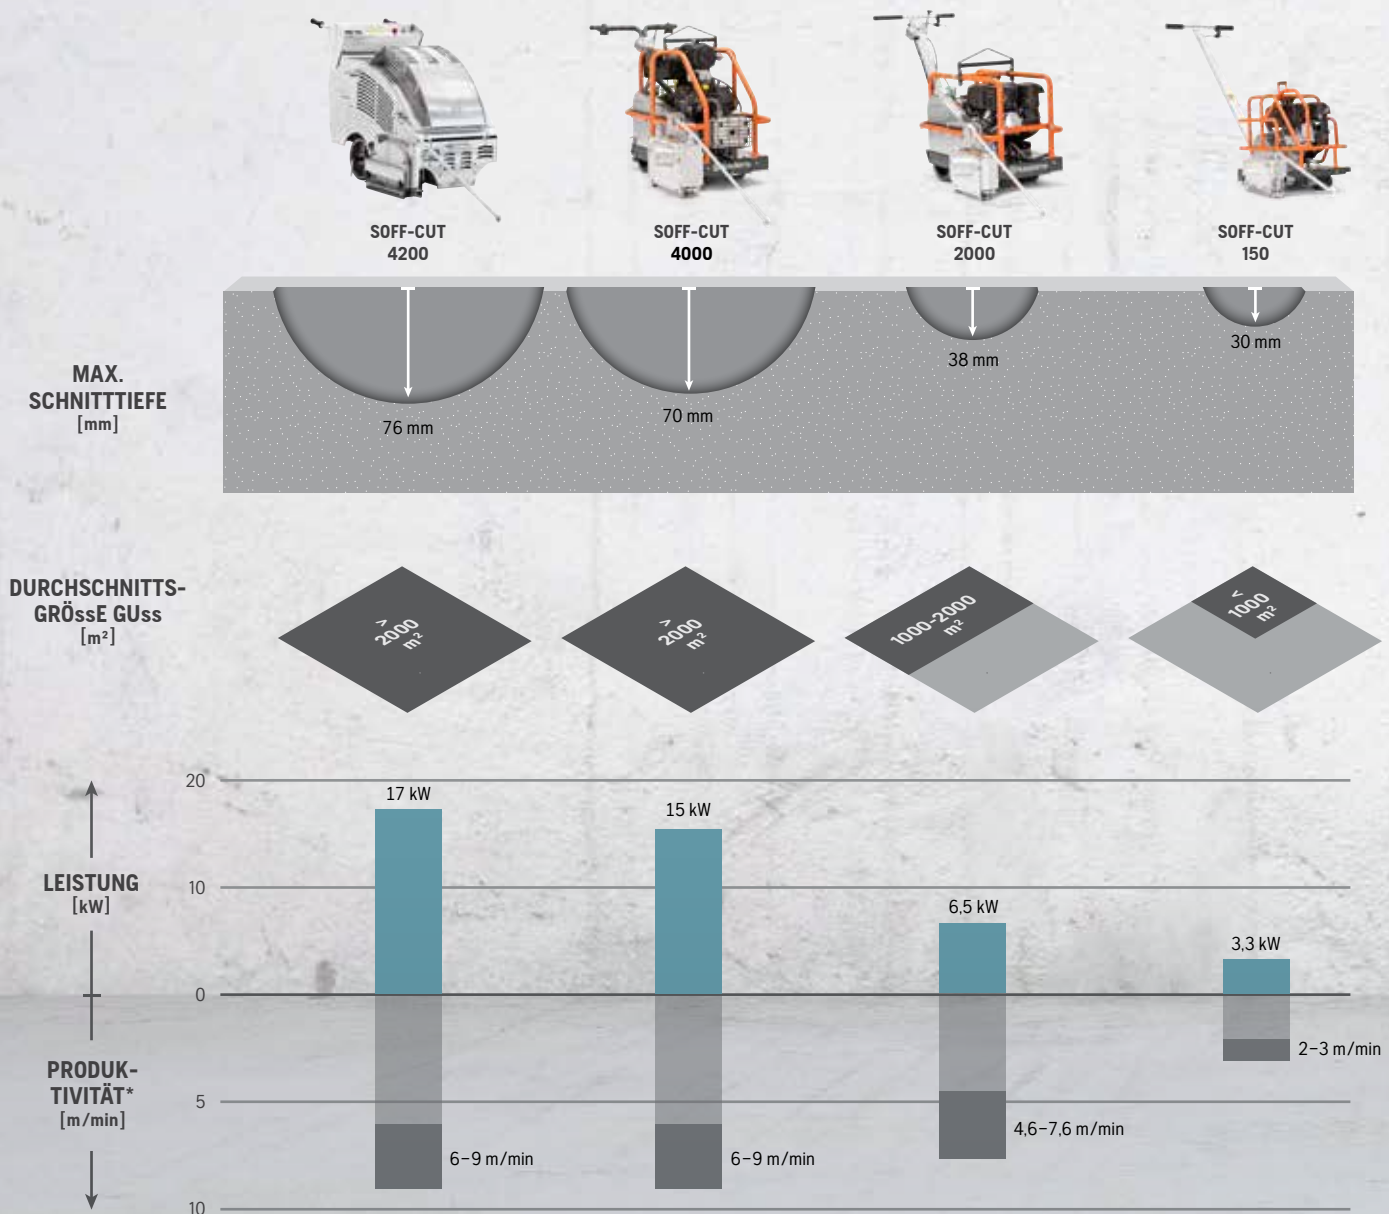 SOFF-CUT
4200
SOFF-CUT
4000
SOFF-CUT
2000
SOFF-CUT
150
MAX.
SCHNITTTIEFE
[mm]
76 mm
70 mm
38 mm
30 mm
DURCHSCHNITTS-
GRÖssE GUss
[m²]
>
2000
m²
>
2000
m²
1000-2000
m²
<
1000
m²
20
17 kW
15 kW
LEISTUNG
[kW]
10
6,5 kW
3,3 kW
0
PRODUK-
TIVITÄT*
[m/min]
2–3 m/min
5
4,6–7,6 m/min
6–9 m/min
6–9 m/min
10